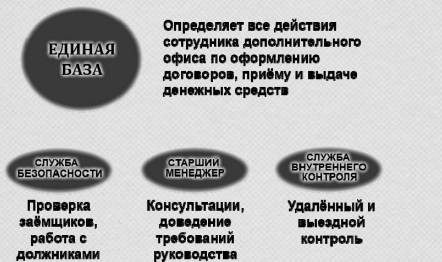 ЕДИНАЯ
БАЗА
Определяет все действия
сотрудника дополнительного
офиса по оформлению
договоров, приёму и выдаче
денежных средств
СЛУЖБА
БЕЗОПАСНОСТИ
Проверка
заёмщиков,
работа с
должниками
СТАРШИЙ
МЕНЕДЖЕР
Консультации,
доведение
требований
руководства
СЛУЖБА
ВНУТРЕННЕГО
КОНТРОЛЯ
Удалённый и
выездной
контроль